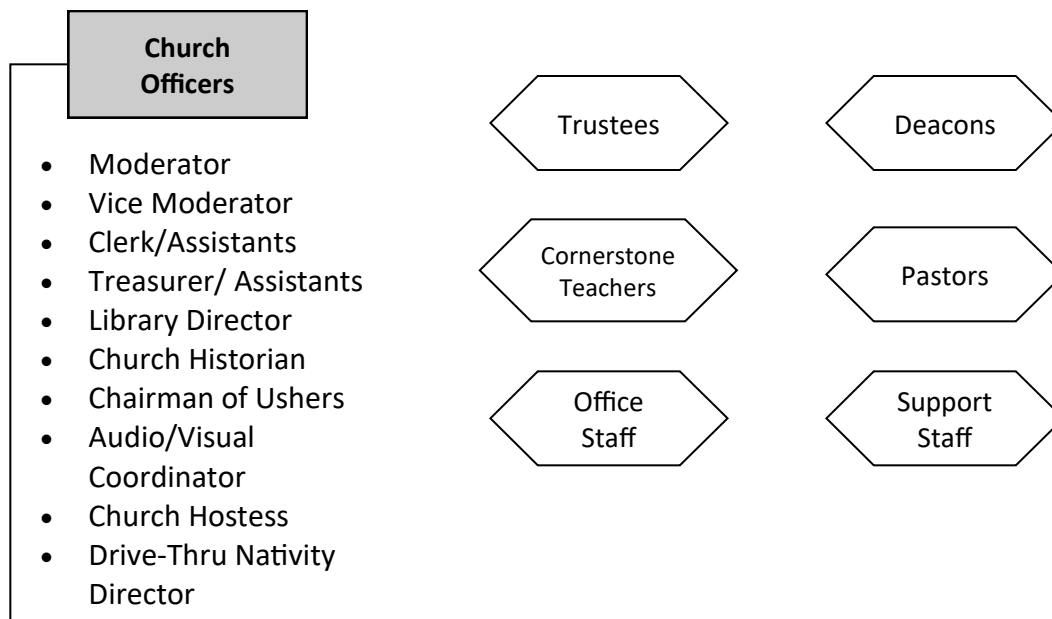 Church
Officers
• Moderator
• Vice Moderator
• Clerk/Assistants
• Treasurer/ Assistants
• Library Director
• Church Historian
• Chairman of Ushers
• Audio/Visual
Coordinator
• Church Hostess
• Drive-Thru Nativity
Director
Trustees
Deacons
Cornerstone
Teachers
Pastors
Office
Staff
Support
Staff